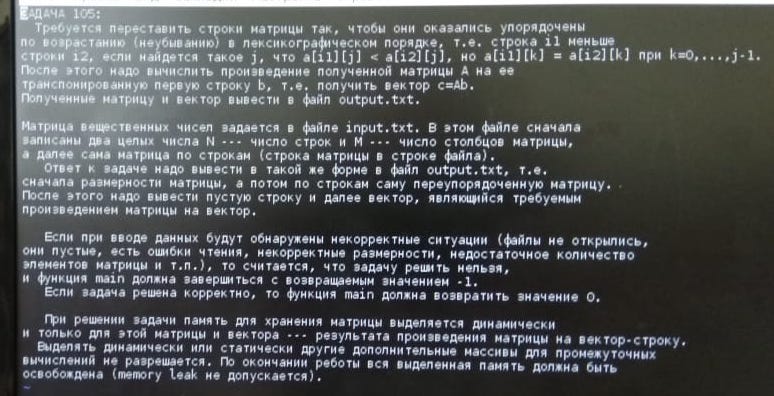 ЗАДАЧА 105:
Требуется переставить строки матрицы так, чтобы они оказались упорядочены
по возрастанию (неубыванию) в лексикографическом порядке, т.е. строка i1 меньше
строки i2, если найдется такое j, что a[i1][j] < a[i2][j], но a[i1][k] = a[i2][k] при k=0,...,j-1.
После этого надо вычислить произведение полученной матрицы A на ее
транспонированную первую строку b, т.е. получить вектор c=Ab.
Полученные матрицу и вектор вывести в файл output.txt.
Матрица вещественных чисел задается в файле input.txt. В этом файле сначала
записаны два целых числа N --- число строк и M --- число столбцов матрицы,
а далее сама матрица по строкам (строка матрицы в строке файла).
Ответ к задаче надо вывести в такой же форме в файл output.txt, т.е.
сначала размерности матрицы, а потом по строкам саму переупорядоченную матрицу.
После этого надо вывести пустую строку и далее вектор, являющийся требуемым
произведением матрицы на вектор.
Если при вводе данных будут обнаружены некорректные ситуации (файлы не открылись,
они пустые, есть ошибки чтения, некорректные размерности, недостаточное количество
элементов матрицы и т.п.), то считается, что задачу решить нельзя,
и функция main должна завершиться с возвращаемым значением -1.
Если задача решена корректно, то функция main должна возвратить значение 0.
При решении задачи память для хранения матрицы выделяется динамически
и только для этой матрицы и вектора --- результата произведения матрицы на вектор-строку.
Выделять динамически или статически другие дополнительные массивы для промежуточных
вычислений не разрешается. По окончании работы вся выделенная память должна быть
освобождена (memory leak не допускается).
~